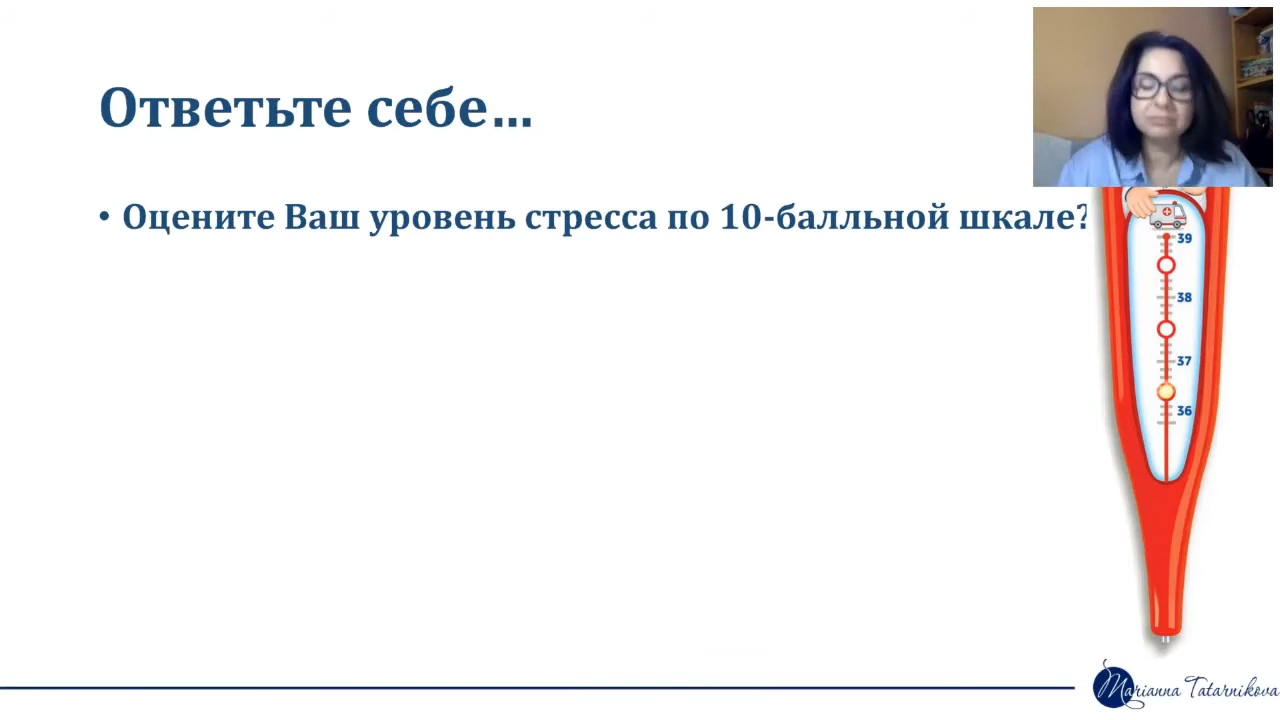 Ответьте себе...
• Оцените Ваш уровень стресса по 10-балльной шкале?
39
38
37
36
Marianna Tatarnikova